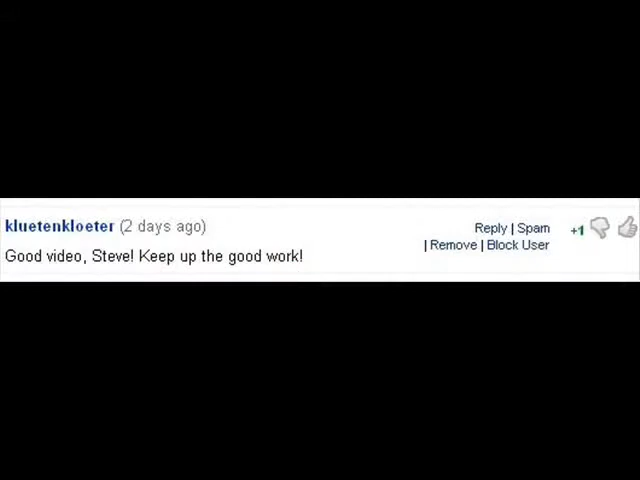 kluetenkloeter (2 days ago) Reply | Spam +1
| Remove | Block User
Good video, Steve! Keep up the good work!